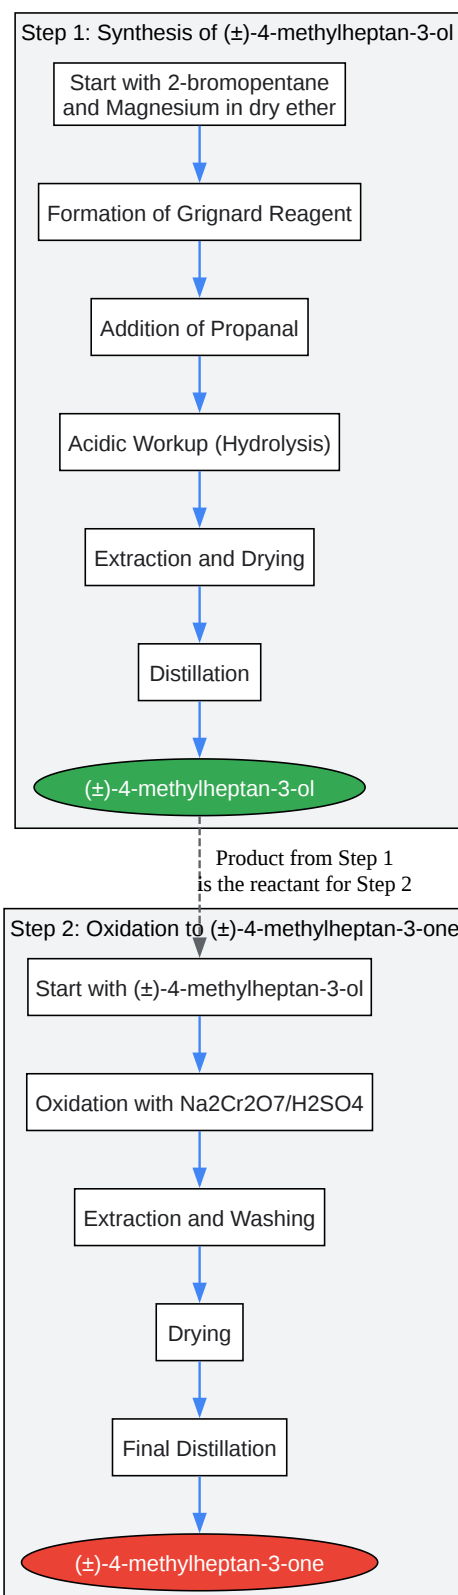 Step 1: Synthesis of (±)-4-methylheptan-3-ol
Start with 2-bromopentane
and Magnesium in dry ether
Formation of Grignard Reagent
Addition of Propanal
Acidic Workup (Hydrolysis)
Extraction and Drying
Distillation
(±)-4-methylheptan-3-ol
Product from Step 1
is the reactant for Step 2
Step 2: Oxidation to (±)-4-methylheptan-3-one
Start with (±)-4-methylheptan-3-ol
Oxidation with Na2Cr2O7/H2SO4
Extraction and Washing
Drying
Final Distillation
(±)-4-methylheptan-3-one